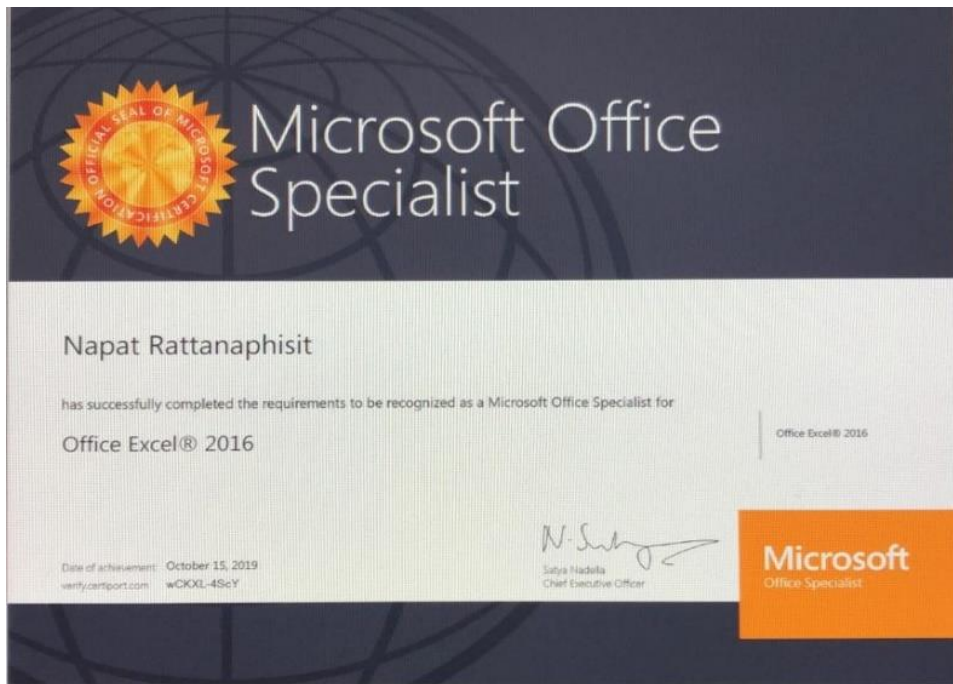 OFFICIAL SEAL OF MICROSOFT CERTIFICATION
Microsoft Office
Specialist
Napat Rattanaphisit
has successfully completed the requirements to be recognized as a Microsoft Office Specialist for
Office Excel® 2016
Office Excel® 2016
Date of achievement: October 15, 2019
verify.certiport.com wCKXL-4ScY
Satya Nadella
Chief Executive Officer
Microsoft
Office Specialist